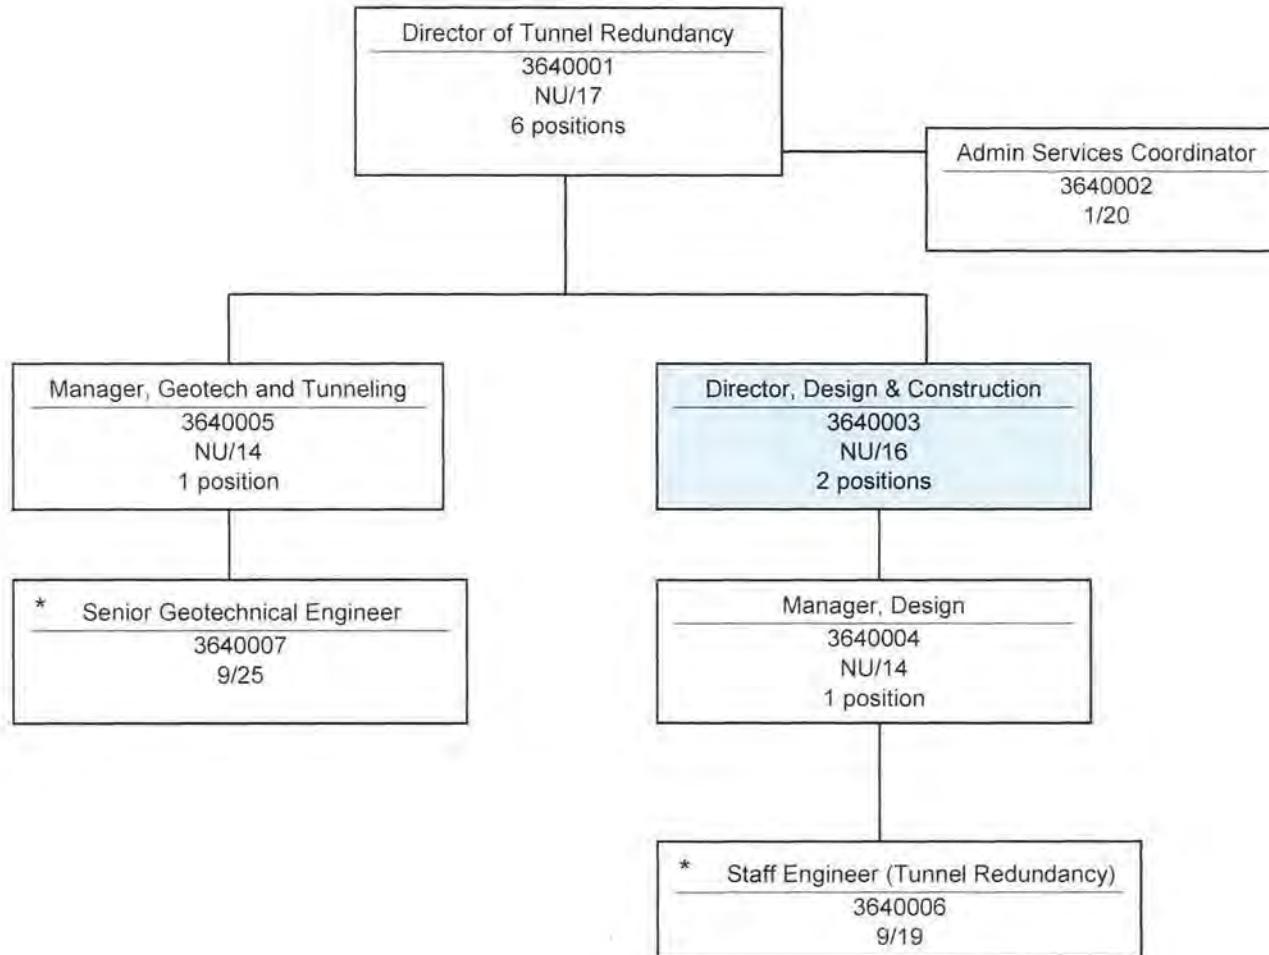 Director of Tunnel Redundancy
3640001
NU/17
6 positions
Admin Services Coordinator
3640002
1/20
Manager, Geotech and Tunneling
3640005
NU/14
1 position
Director, Design & Construction
3640003
NU/16
2 positions
* Senior Geotechnical Engineer
3640007
9/25
Manager, Design
3640004
NU/14
1 position
* Staff Engineer (Tunnel Redundancy)
3640006
9/19